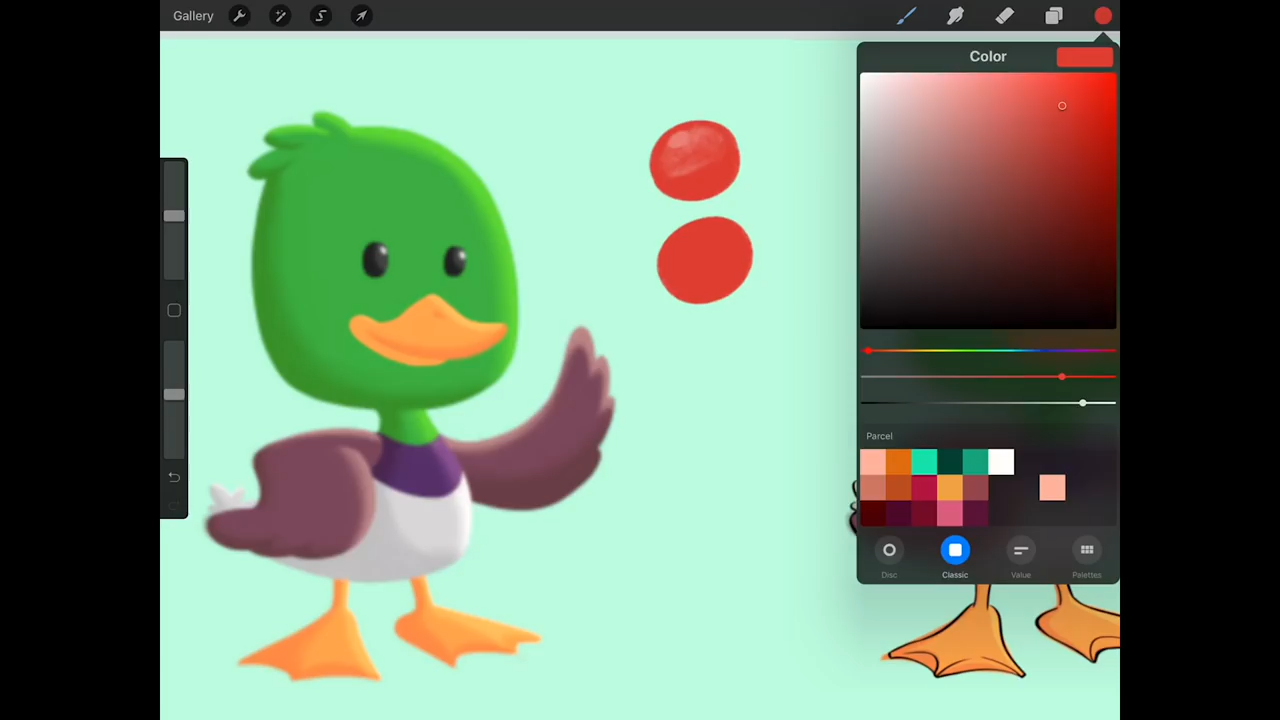 Gallery
Color
Parcel
Disc
Classic
Value
Palettes